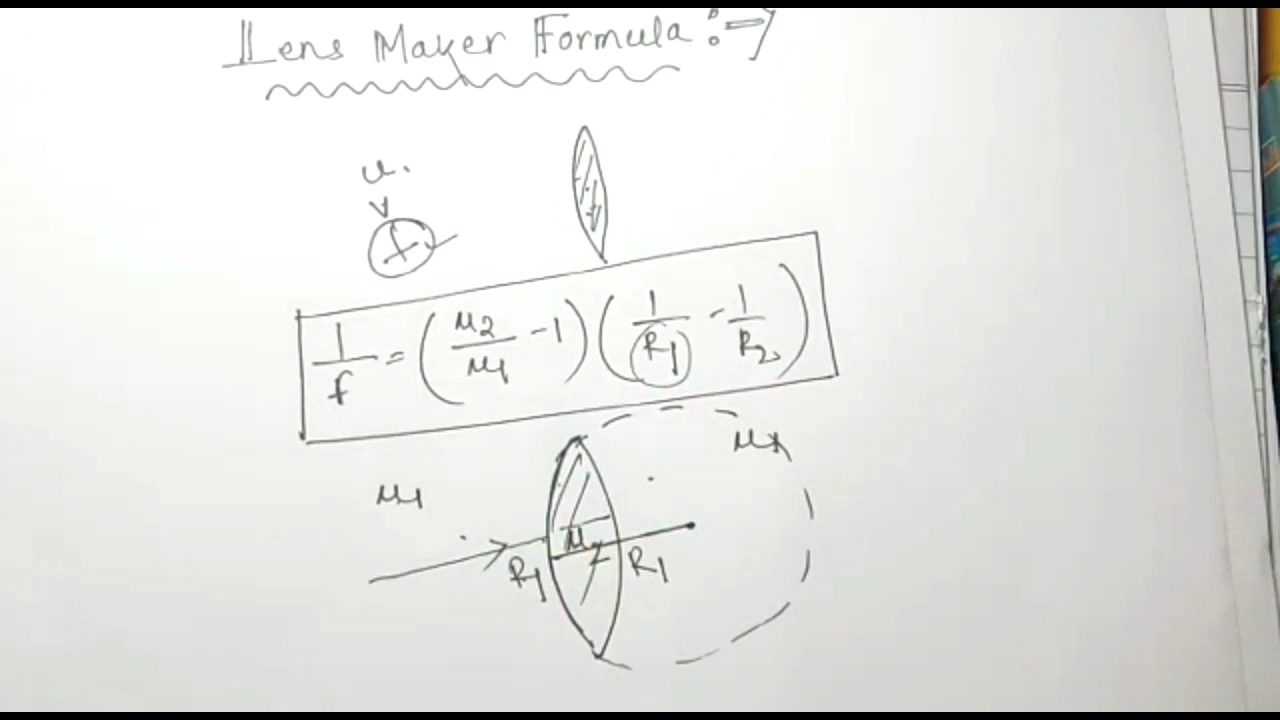 Lens Maker Formula :→
u.
f
1/f = (μ2/μ1 - 1) (1/R1 - 1/R2)
μ1
μ1
R1 μ2 R1